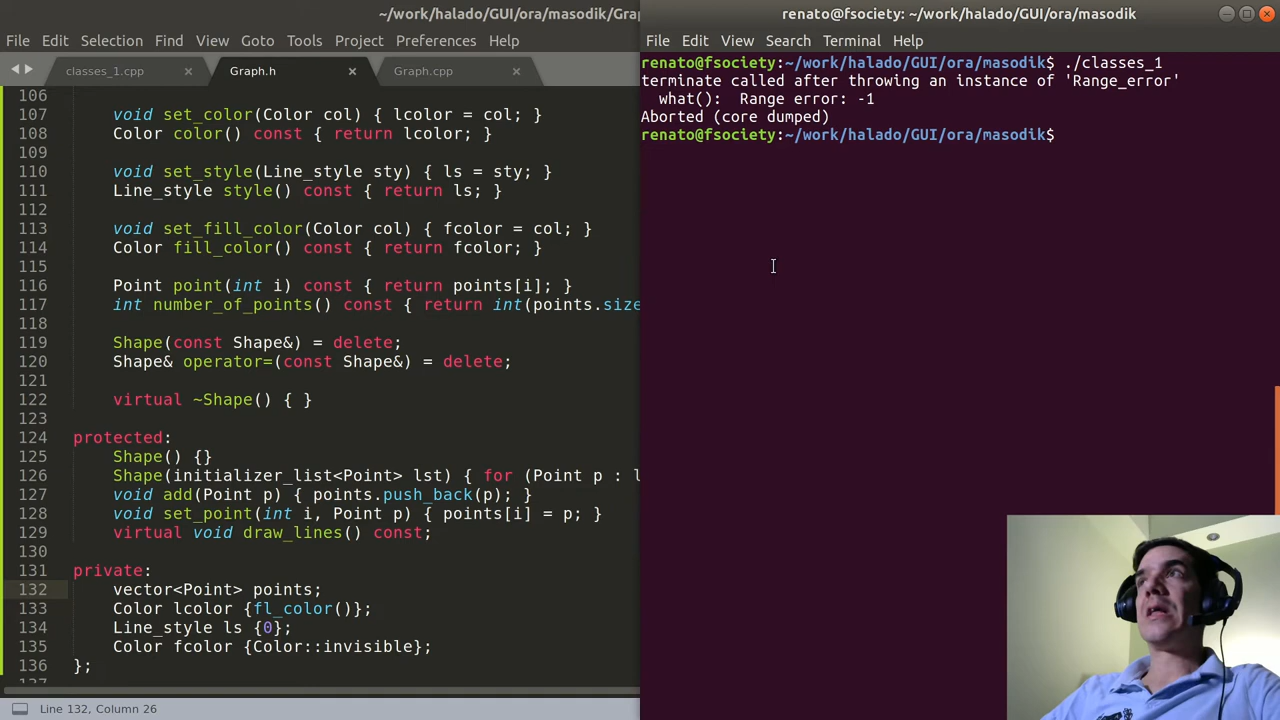 ~/work/halado/GUI/ora/masodik/Grap
File Edit Selection Find View Goto Tools Project Preferences Help
classes_1.cpp × Graph.h × Graph.cpp ×
106
107 void set_color(Color col) { lcolor = col; }
108 Color color() const { return lcolor; }
109
110 void set_style(Line_style sty) { ls = sty; }
111 Line_style style() const { return ls; }
112
113 void set_fill_color(Color col) { fcolor = col; }
114 Color fill_color() const { return fcolor; }
115
116 Point point(int i) const { return points[i]; }
117 int number_of_points() const { return int(points.size
118
119 Shape(const Shape&) = delete;
120 Shape& operator=(const Shape&) = delete;
121
122 virtual ~Shape() { }
123
124 protected:
125 Shape() {}
126 Shape(initializer_list<Point> lst) { for (Point p : l
127 void add(Point p) { points.push_back(p); }
128 void set_point(int i, Point p) { points[i] = p; }
129 virtual void draw_lines() const;
130
131 private:
132 vector<Point> points;
133 Color lcolor {fl_color()};
134 Line_style ls {0};
135 Color fcolor {Color::invisible};
136 };
137
Line 132, Column 26
renato@fsociety: ~/work/halado/GUI/ora/masodik
File Edit View Search Terminal Help
renato@fsociety:~/work/halado/GUI/ora/masodik$ ./classes_1
terminate called after throwing an instance of 'Range_error'
what(): Range error: -1
Aborted (core dumped)
renato@fsociety:~/work/halado/GUI/ora/masodik$